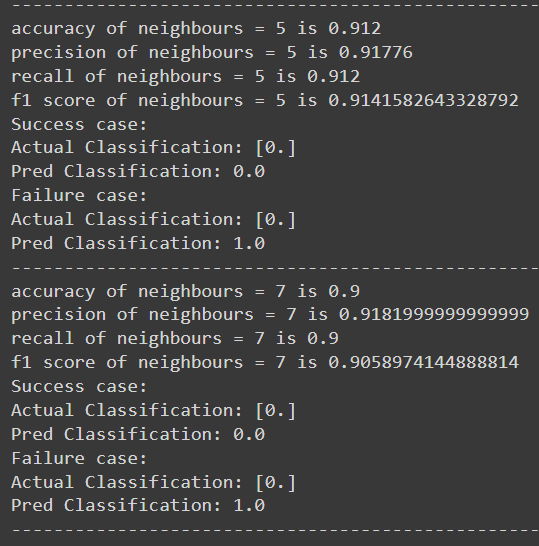 -----------------------------------------------------
accuracy of neighbours = 5 is 0.912
precision of neighbours = 5 is 0.91776
recall of neighbours = 5 is 0.912
f1 score of neighbours = 5 is 0.9141582643328792
Success case:
Actual Classification: [0.]
Pred Classification: 0.0
Failure case:
Actual Classification: [0.]
Pred Classification: 1.0
-----------------------------------------------------
accuracy of neighbours = 7 is 0.9
precision of neighbours = 7 is 0.9181999999999999
recall of neighbours = 7 is 0.9
f1 score of neighbours = 7 is 0.9058974144888814
Success case:
Actual Classification: [0.]
Pred Classification: 0.0
Failure case:
Actual Classification: [0.]
Pred Classification: 1.0
-----------------------------------------------------